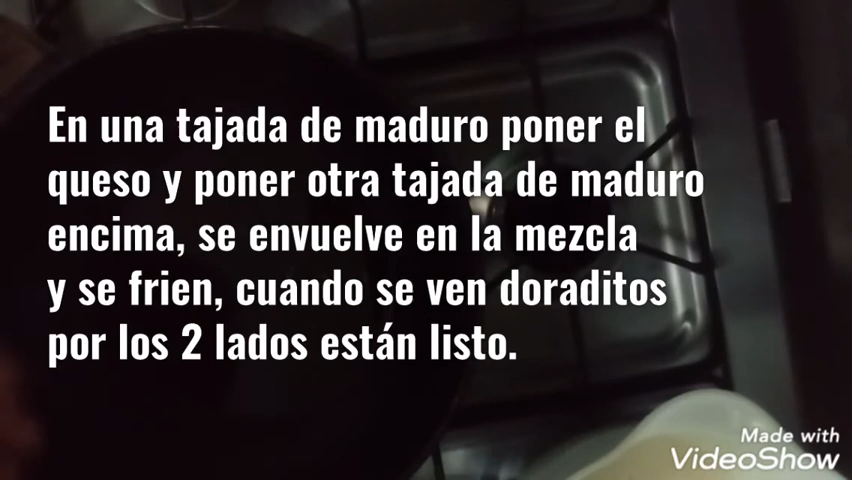 En una tajada de maduro poner el
queso y poner otra tajada de maduro
encima, se envuelve en la mezcla
y se frien, cuando se ven doraditos
por los 2 lados están listo.
Made with
VideoShow